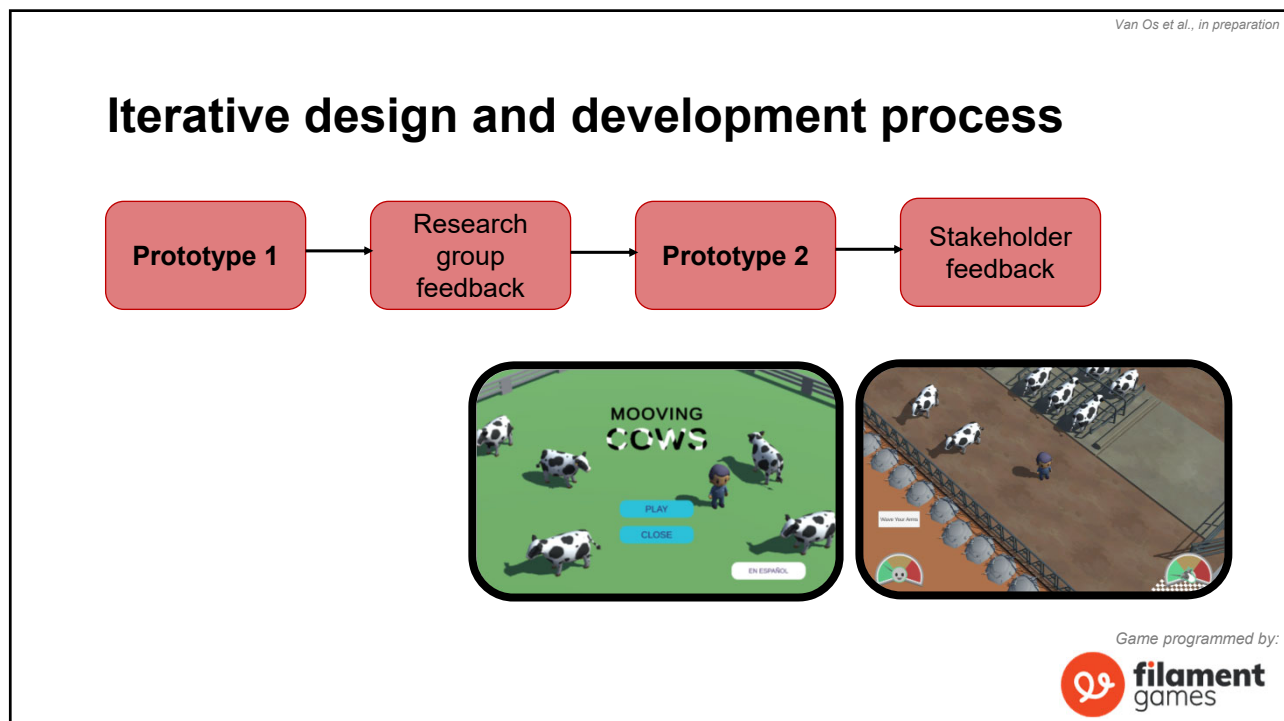 Van Os et al., in preparation
Iterative design and development process
Prototype 1
Research
group
feedback
Prototype 2
Stakeholder
feedback
MOOVING
COWS
PLAY
CLOSE
EN ESPAÑOL
Wave Your Arms
Game programmed by:
filament
games